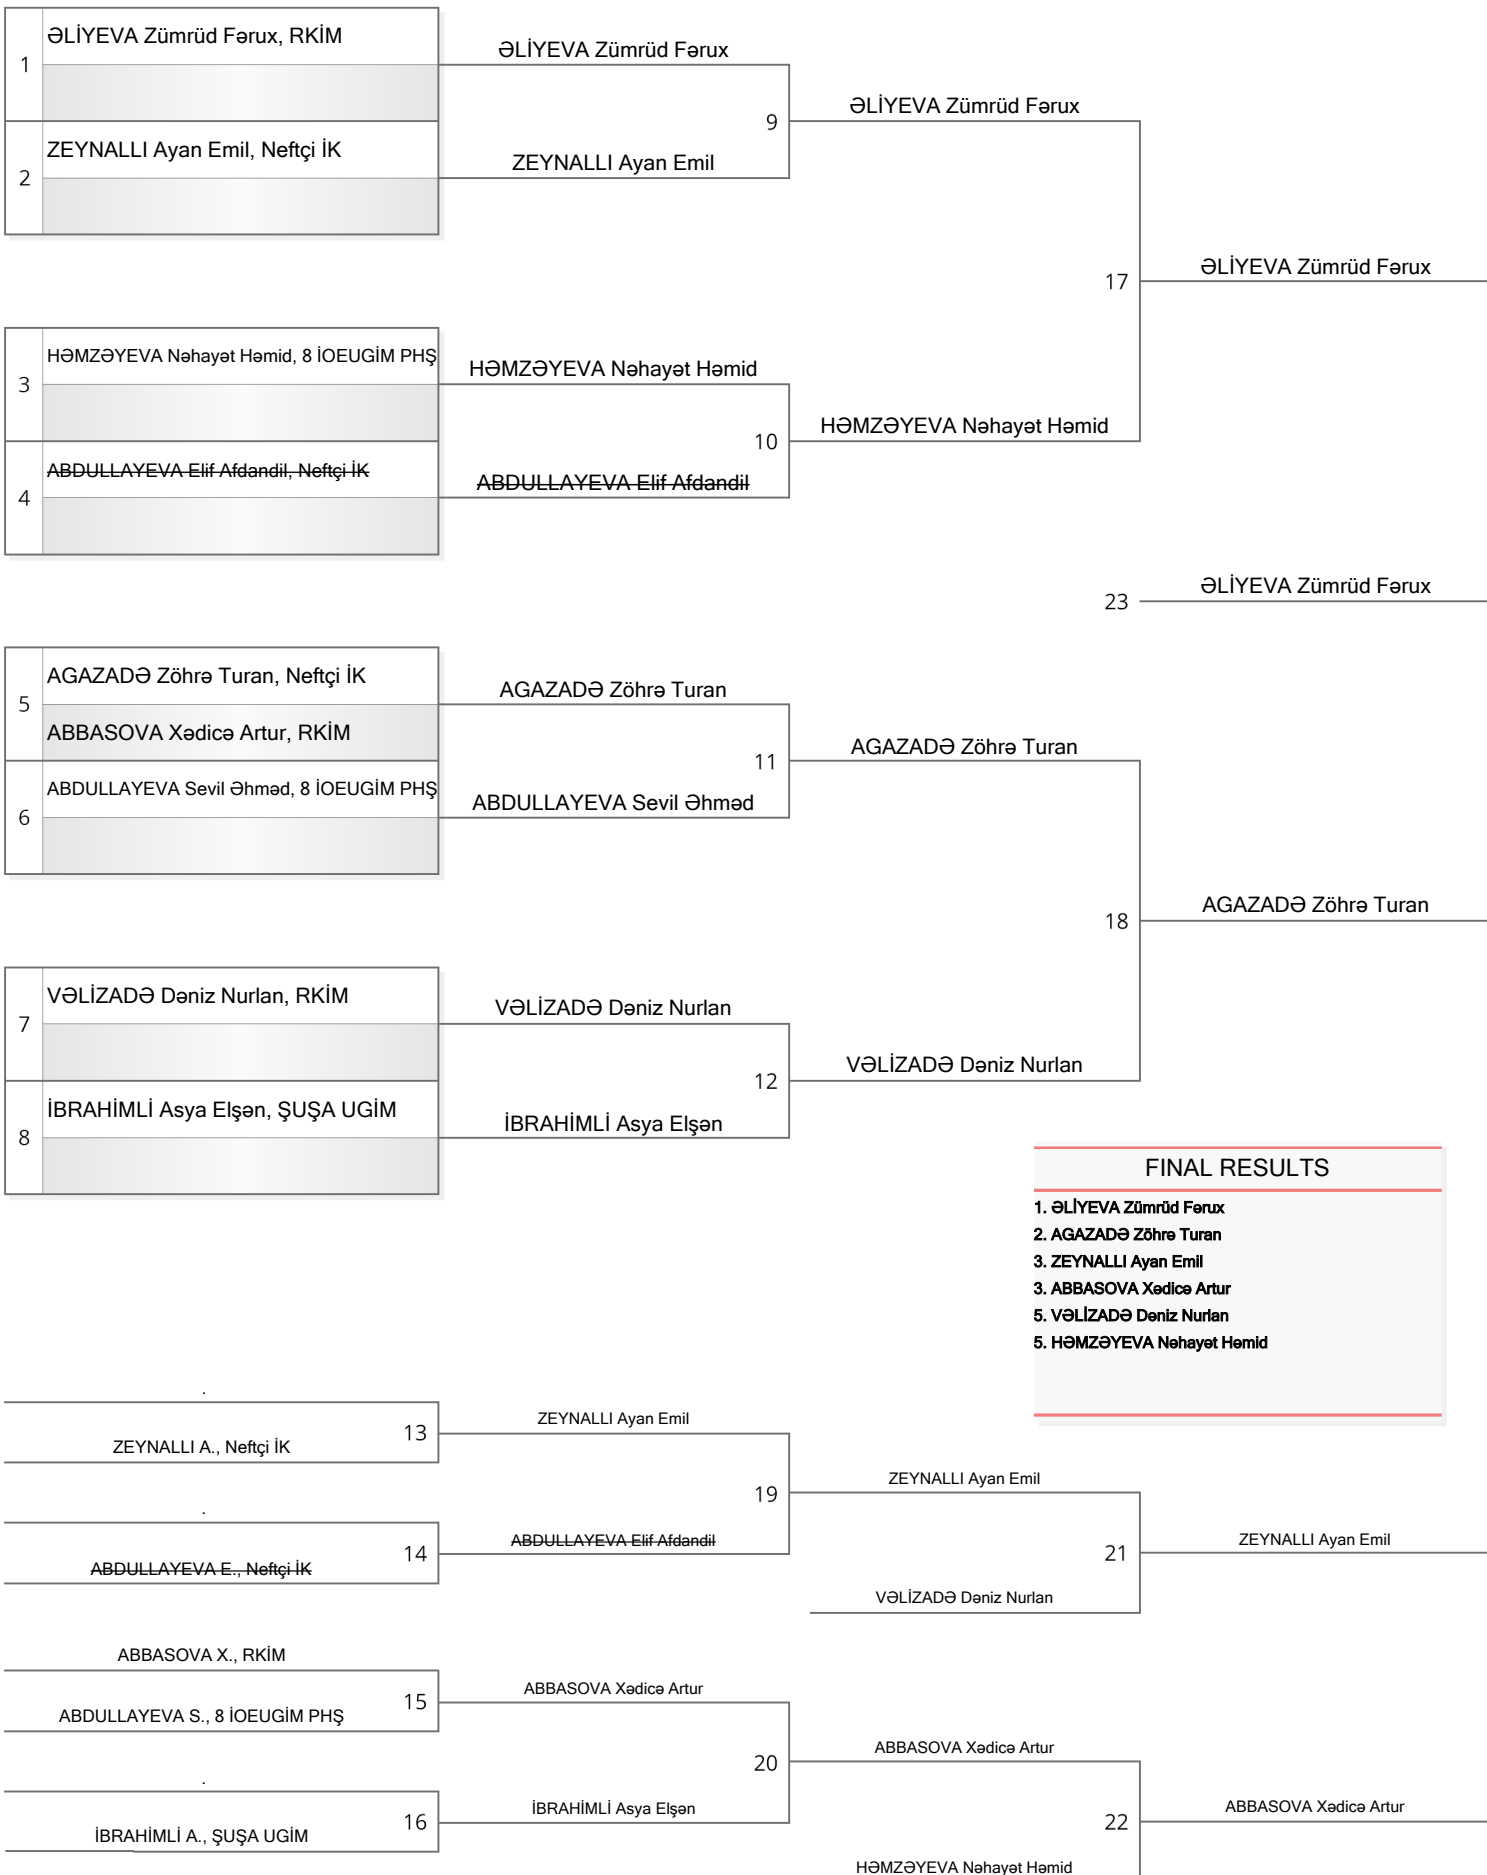 ƏLİYEVA Zümrüd Fərux, RKİM
1
ZEYNALLI Ayan Emil, Neftçi İK
2
ƏLİYEVA Zümrüd Fərux
9
ZEYNALLI Ayan Emil
ƏLİYEVA Zümrüd Fərux
17
ƏLİYEVA Zümrüd Fərux
HƏMZƏYEVA Nəhayət Həmid, 8 İOEUGİM PHŞ
3
ABDULLAYEVA Elif Afdandil, Neftçi İK
4
HƏMZƏYEVA Nəhayət Həmid
10
ABDULLAYEVA Elif Afdandil
HƏMZƏYEVA Nəhayət Həmid
23
ƏLİYEVA Zümrüd Fərux
AGAZADƏ Zöhrə Turan, Neftçi İK
5
ABBASOVA Xədicə Artur, RKİM
ABDULLAYEVA Sevil Əhməd, 8 İOEUGİM PHŞ
6
AGAZADƏ Zöhrə Turan
11
ABDULLAYEVA Sevil Əhməd
AGAZADƏ Zöhrə Turan
18
AGAZADƏ Zöhrə Turan
VƏLİZADƏ Dəniz Nurlan, RKİM
7
İBRAHİMLİ Asya Elşən, ŞUŞA UGİM
8
VƏLİZADƏ Dəniz Nurlan
12
İBRAHİMLİ Asya Elşən
VƏLİZADƏ Dəniz Nurlan
FINAL RESULTS
1. ƏLİYEVA Zümrüd Fərux
2. AGAZADƏ Zöhrə Turan
3. ZEYNALLI Ayan Emil
3. ABBASOVA Xədicə Artur
5. VƏLİZADƏ Dəniz Nurlan
5. HƏMZƏYEVA Nəhayət Həmid
.
13
ZEYNALLI A., Neftçi İK
.
14
ABDULLAYEVA E., Neftçi İK
ZEYNALLI Ayan Emil
19
ABDULLAYEVA Elif Afdandil
ZEYNALLI Ayan Emil
21
VƏLİZADƏ Dəniz Nurlan
ZEYNALLI Ayan Emil
ABBASOVA X., RKİM
15
ABDULLAYEVA S., 8 İOEUGİM PHŞ
.
16
İBRAHİMLİ A., ŞUŞA UGİM
ABBASOVA Xədicə Artur
20
İBRAHİMLİ Asya Elşən
ABBASOVA Xədicə Artur
22
HƏMZƏYEVA Nəhayət Həmid
ABBASOVA Xədicə Artur